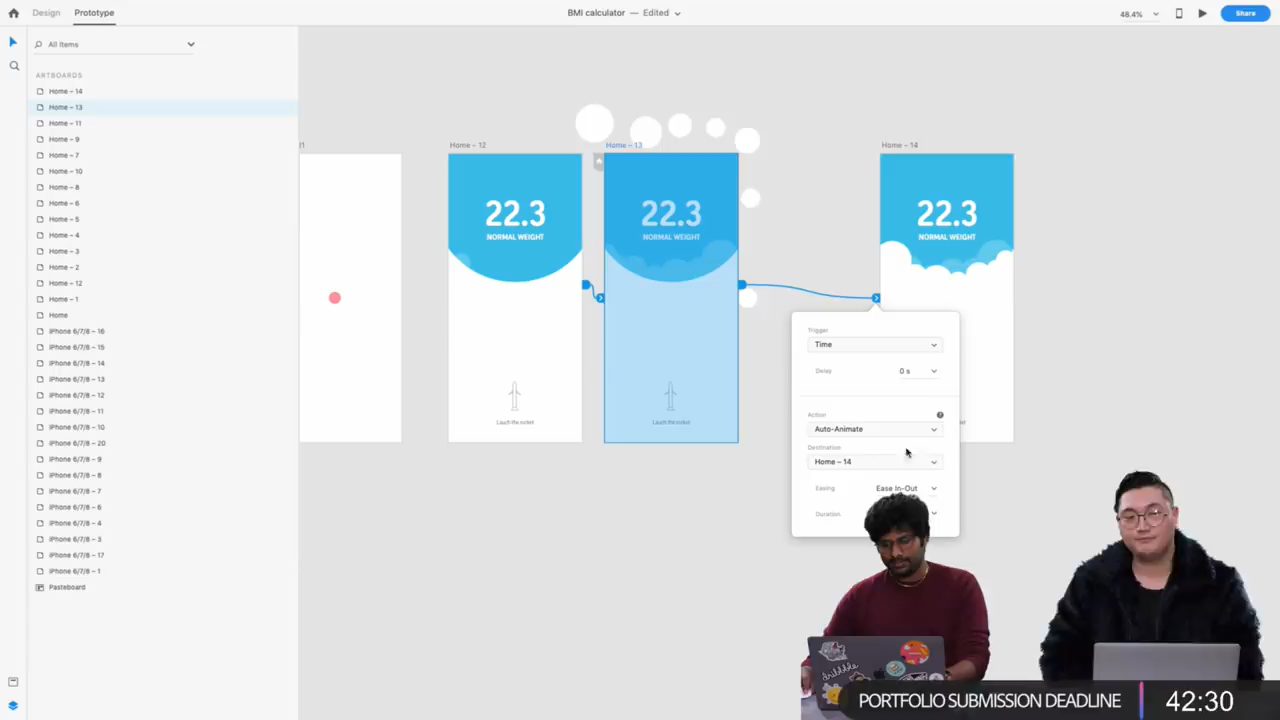 Design Prototype
BMI calculator — Edited
48.4%
Share
All Items
ARTBOARDS
Home – 14
Home – 13
Home – 11
Home – 9
Home – 7
Home – 10
Home – 8
Home – 6
Home – 5
Home – 4
Home – 3
Home – 2
Home – 12
Home – 1
Home
iPhone 6/7/8 – 16
iPhone 6/7/8 – 15
iPhone 6/7/8 – 14
iPhone 6/7/8 – 13
iPhone 6/7/8 – 12
iPhone 6/7/8 – 11
iPhone 6/7/8 – 10
iPhone 6/7/8 – 20
iPhone 6/7/8 – 9
iPhone 6/7/8 – 8
iPhone 6/7/8 – 7
iPhone 6/7/8 – 6
iPhone 6/7/8 – 4
iPhone 6/7/8 – 3
iPhone 6/7/8 – 17
iPhone 6/7/8 – 1
Pasteboard
Home – 12
22.3
NORMAL WEIGHT
Lauch the rocket
Home – 13
22.3
NORMAL WEIGHT
Lauch the rocket
Home – 14
22.3
NORMAL WEIGHT
Trigger
Time
Delay 0 s
Action
Auto-Animate
Destination
Home – 14
Easing Ease In-Out
Duration
dribbble
PORTFOLIO SUBMISSION DEADLINE 42:30